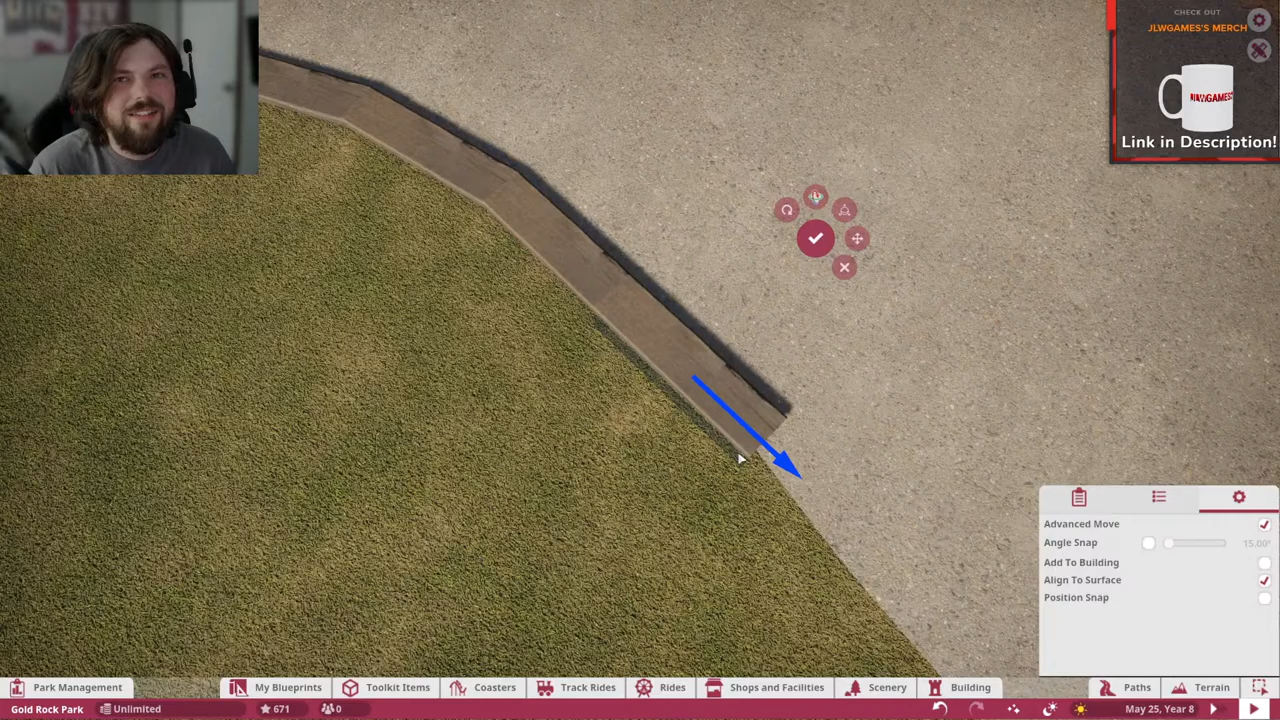 CHECK OUT
JLWGAMES'S MERCH
JLWGAMES
Link in Description!
Advanced Move
Angle Snap 15.00°
Add To Building
Align To Surface
Position Snap
Park Management
My Blueprints
Toolkit Items
Coasters
Track Rides
Rides
Shops and Facilities
Scenery
Building
Paths
Terrain
Gold Rock Park
Unlimited
671
0
May 25, Year 8